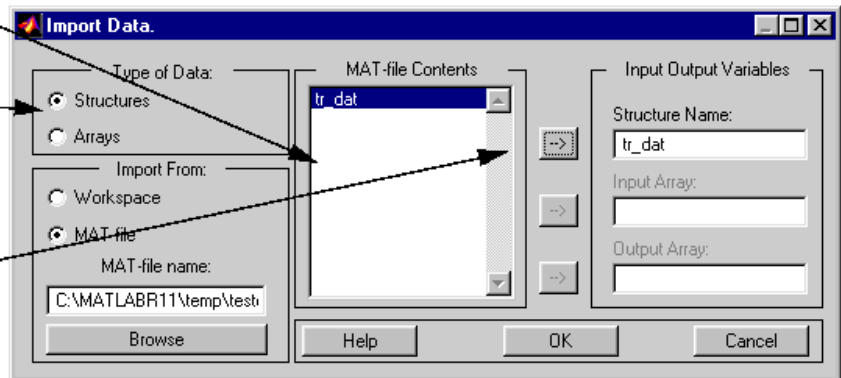 Import Data.
Type of Data:
Structures
Arrays
Import From:
Workspace
MAT-file
MAT-file name:
C:\MATLABR11\temp\test
Browse
MAT-file Contents
tr_dat
-->
-->
-->
Input Output Variables
Structure Name:
tr_dat
Input Array:
Output Array:
Help
OK
Cancel